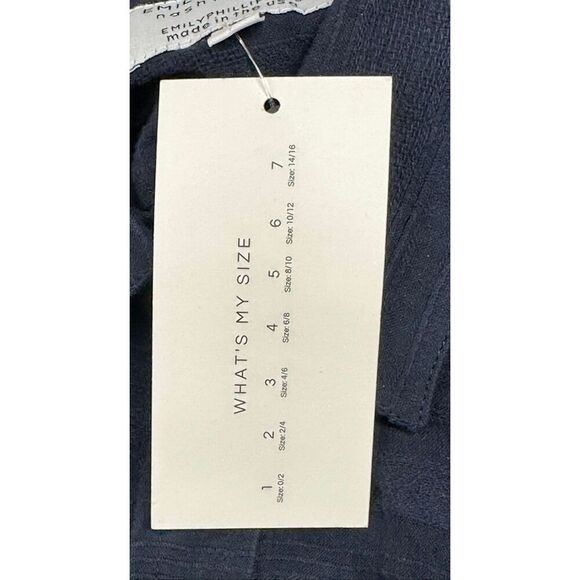 EMILYPHILLIP
made in the usa
WHAT'S MY SIZE
1 2 3 4 5 6 7
Size: 0/2 Size: 2/4 Size: 4/6 Size: 6/8 Size: 8/10 Size: 10/12 Size: 14/16